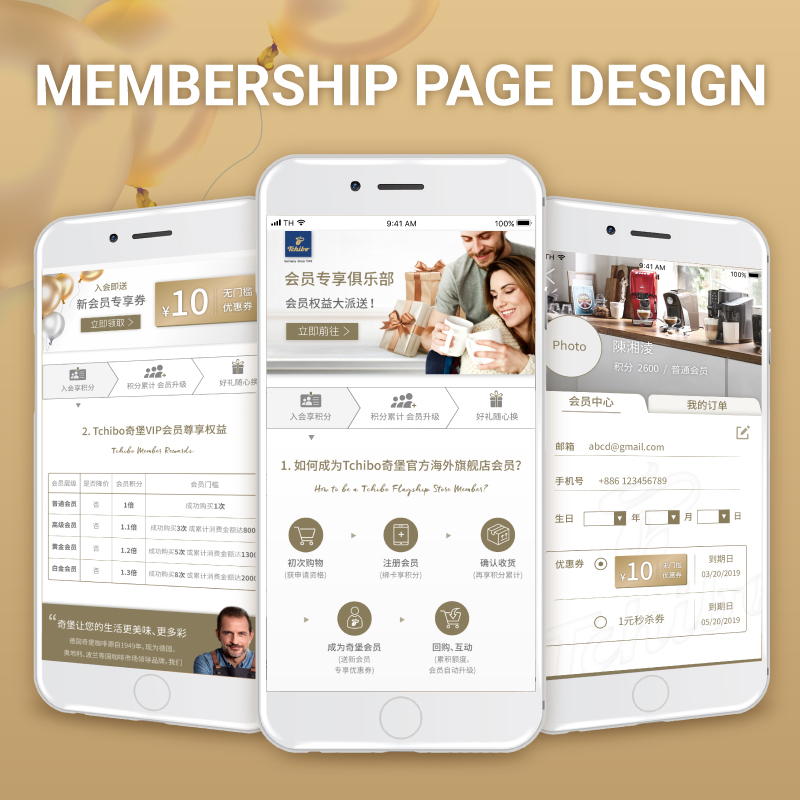 MEMBERSHIP PAGE DESIGN
入会即送
新会员专享券
立即领取 >
¥10
无门槛
优惠券
入会享积分
积分累计 会员升级
好礼随心换
2. Tchibo奇堡VIP会员尊享权益
Tchibo Member Rewards
会员层级 是否降价 会员积分 会员门槛
普通会员 否 1倍 成功购买1次
高级会员 否 1.1倍 成功购买3次 或累计消费金额达800
黄金会员 否 1.2倍 成功购买5次 或累计消费金额达1300
白金会员 否 1.3倍 成功购买8次 或累计消费金额达2000
“奇堡让您的生活更美味、更多彩
德国奇堡咖啡源自1949年, 现为德国、
奥地利、波兰等国咖啡市场领导品牌, 我们
TH 9:41 AM 100%
Tchibo
会员专享俱乐部
会员权益大派送！
立即前往 >
入会享积分
积分累计 会员升级
好礼随心换
1. 如何成为Tchibo奇堡官方海外旗舰店会员?
How to be a Tchibo Flagship Store Member?
初次购物
(获申请资格)
注册会员
(绑卡享积分)
确认收货
(再享积分累计)
成为奇堡会员
(送新会员
专享优惠券)
回购、互动
(累积额度,
会员自动升级)
TH 9:41 AM 100%
Photo
陳湘淩
积分 2600 / 普通会员
会员中心
我的订单
邮箱 abcd@gmail.com
手机号 +886 123456789
生日 年 月 日
优惠券
¥10
无门槛
优惠券
到期日
03/20/2019
1元秒杀券
到期日
05/20/2019